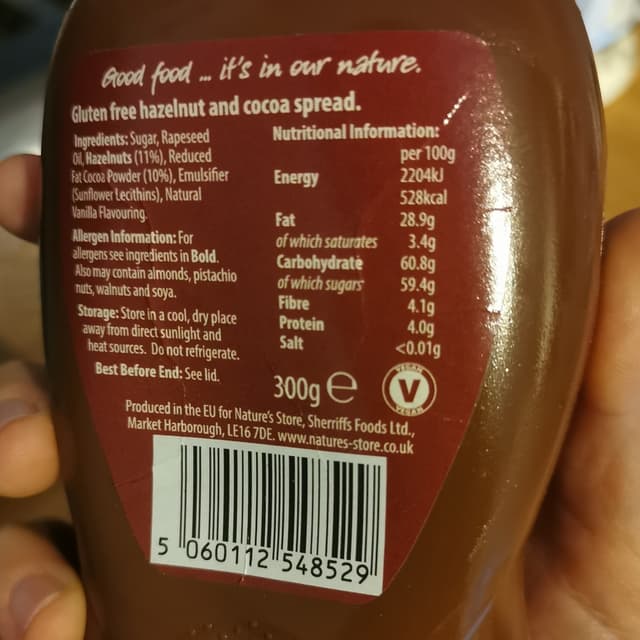 Good food ... it's in our nature.
Gluten free hazelnut and cocoa spread.
Ingredients: Sugar, Rapeseed
Oil, Hazelnuts (11%), Reduced
Fat Cocoa Powder (10%), Emulsifier
(Sunflower Lecithins), Natural
Vanilla Flavouring.
Allergen Information: For
allergens see ingredients in Bold.
Also may contain almonds, pistachio
nuts, walnuts and soya.
Storage: Store in a cool, dry place
away from direct sunlight and
heat sources. Do not refrigerate.
Best Before End: See lid.
Nutritional Information:
per 100g
Energy 2204kJ
528kcal
Fat 28.9g
of which saturates 3.4g
Carbohydrate 60.8g
of which sugars 59.4g
Fibre 4.1g
Protein 4.0g
Salt <0.01g
300g e
VEGAN
V
VEGAN
Produced in the EU for Nature's Store, Sherriffs Foods Ltd.,
Market Harborough, LE16 7DE. www.natures-store.co.uk
5 060112 548529